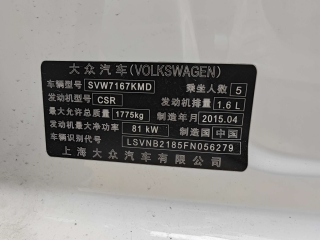 大众汽车(VOLKSWAGEN)
车辆型号 SVW7167KMD 乘坐人数 5
发动机型号 CSR 发动机排量 1.6 L
最大允许总质量 1775kg 制造年月 2015.04
发动机最大净功率 81 kW 制造国 中国
车辆识别代号 LSVNB2185FN056279
上海大众汽车有限公司